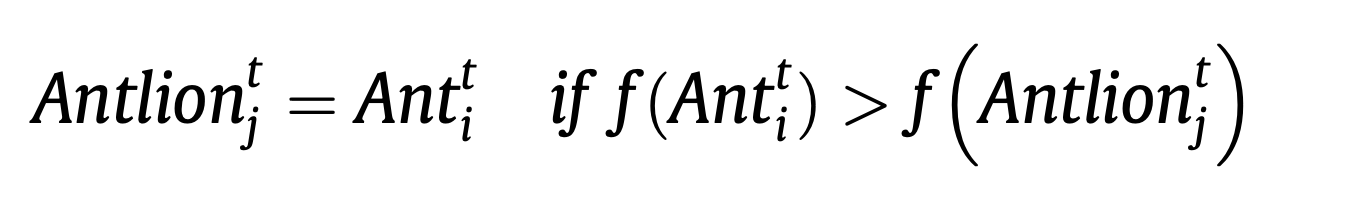 Antlion_j^t = Ant_i^t if f(Ant_i^t) > f(Antlion_j^t)